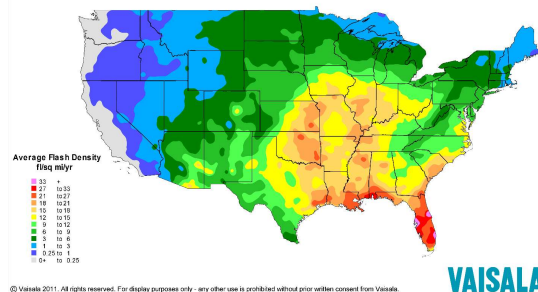 Average Flash Density
fl/sq mi/yr
33 +
27 to 33
21 to 27
18 to 21
15 to 18
12 to 15
9 to 12
6 to 9
3 to 6
1 to 3
0.25 to 1
0+ to 0.25
© Vaisala 2011. All rights reserved. For display purposes only - any other use is prohibited without prior written consent from Vaisala.
VAISALA